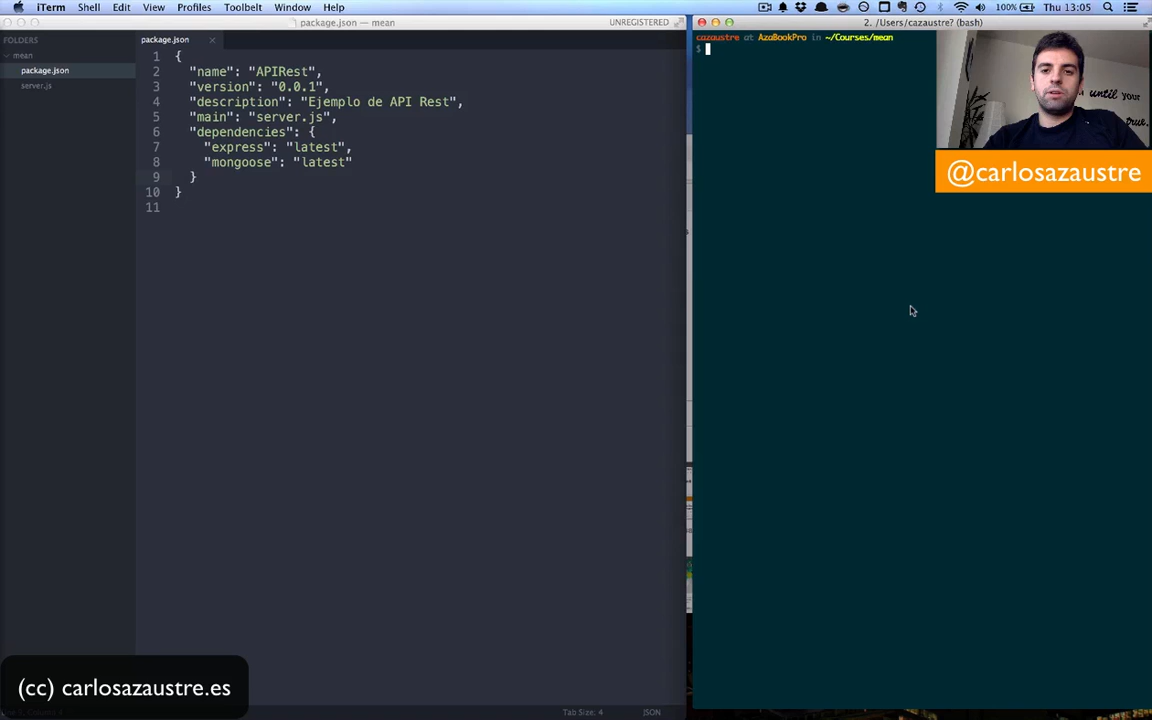 iTerm Shell Edit View Profiles Toolbelt Window Help 100% Thu 13:05
package.json — mean UNREGISTERED
2. /Users/cazaustre? (bash)
FOLDERS
mean
package.json
server.js
package.json
1 {
2 "name": "APIRest",
3 "version": "0.0.1",
4 "description": "Ejemplo de API Rest",
5 "main": "server.js",
6 "dependencies": {
7 "express": "latest",
8 "mongoose": "latest"
9 }
10 }
11
cazaustre at AzaBookPro in ~/Courses/mean
$
until your
true.
@carlosazaustre
(cc) carlosazaustre.es
Tab Size: 4 JSON